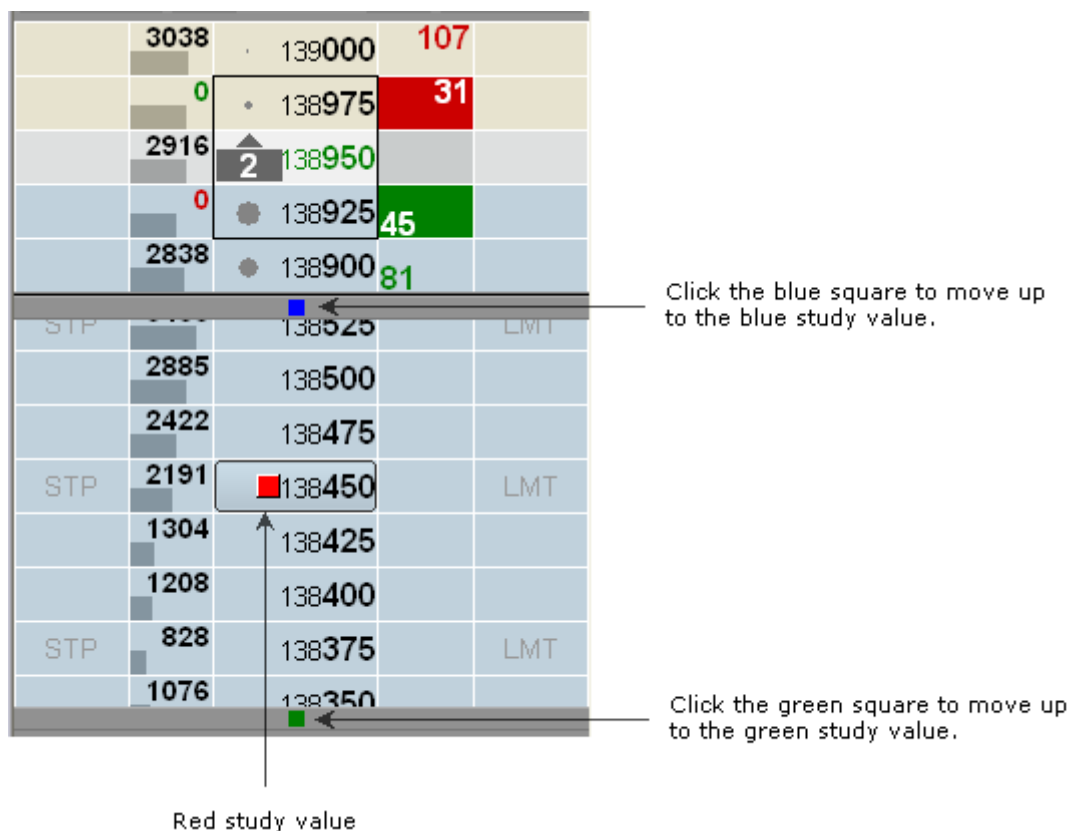 3038 139000 107
0 138975 31
2916 2 138950
0 138925 45
2838 138900 81
Click the blue square to move up
to the blue study value.
STP 138525 LMT
2885 138500
2422 138475
STP 2191 138450 LMT
1304 138425
1208 138400
STP 828 138375 LMT
1076 138350
Click the green square to move up
to the green study value.
Red study value